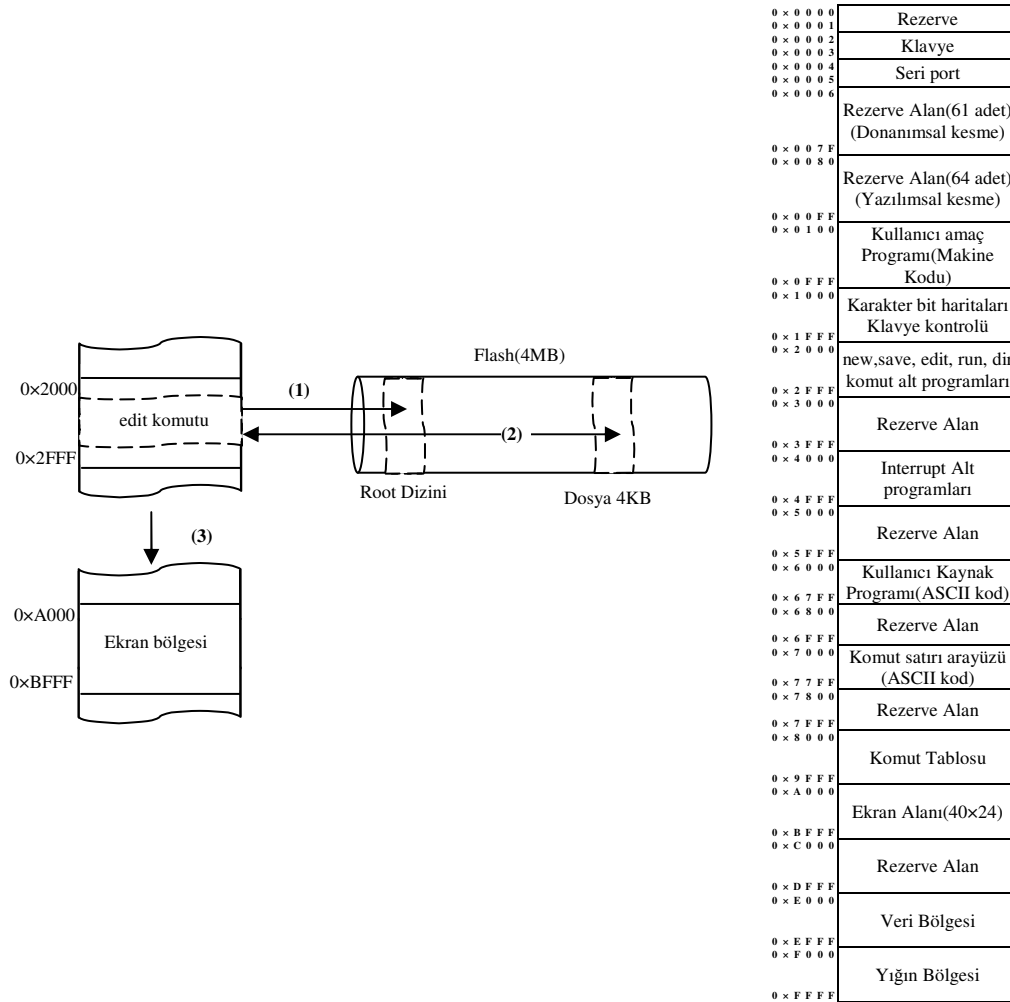 0×2000
edit komutu
0×2FFF
(1)
Flash(4MB)
(2)
Root Dizini
Dosya 4KB
(3)
0×A000
Ekran bölgesi
0×BFFF
0×0000
Rezerve
0×0001
0×0002
Klavye
0×0003
0×0004
Seri port
0×0005
0×0006
Rezerve Alan(61 adet)
(Donanımsal kesme)
0×007F
0×0080
Rezerve Alan(64 adet)
(Yazılımsal kesme)
0×00FF
0×0100
Kullanıcı amaç
Programı(Makine
Kodu)
0×0FFF
0×1000
Karakter bit haritaları
Klavye kontrolü
0×1FFF
0×2000
new,save, edit, run, dir
komut alt programları
0×2FFF
0×3000
Rezerve Alan
0×3FFF
0×4000
Interrupt Alt
programları
0×4FFF
0×5000
Rezerve Alan
0×5FFF
0×6000
Kullanıcı Kaynak
Programı(ASCII kod)
0×67FF
0×6800
Rezerve Alan
0×6FFF
0×7000
Komut satırı arayüzü
(ASCII kod)
0×77FF
0×7800
Rezerve Alan
0×7FFF
0×8000
Komut Tablosu
0×9FFF
0×A000
Ekran Alanı(40×24)
0×BFFF
0×C000
Rezerve Alan
0×DFFF
0×E000
Veri Bölgesi
0×EFFF
0×F000
Yığın Bölgesi
0×FFFF